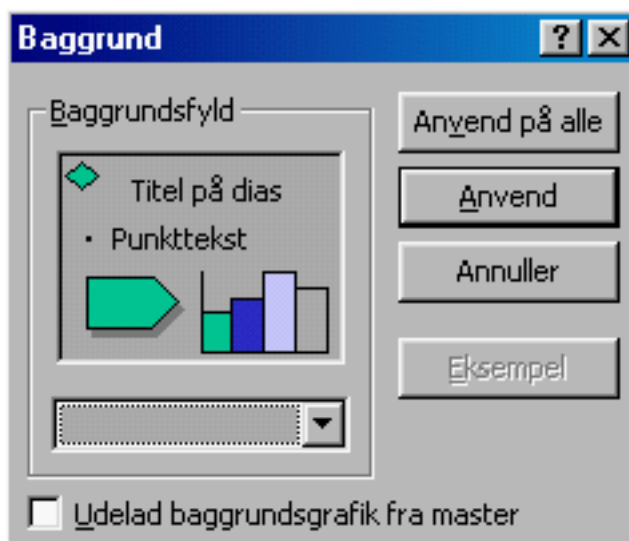 Baggrund
Baggrundsfyld
Titel på dias
· Punkttekst
Anvend på alle
Anvend
Annuller
Eksempel
Udelad baggrundsgrafik fra master